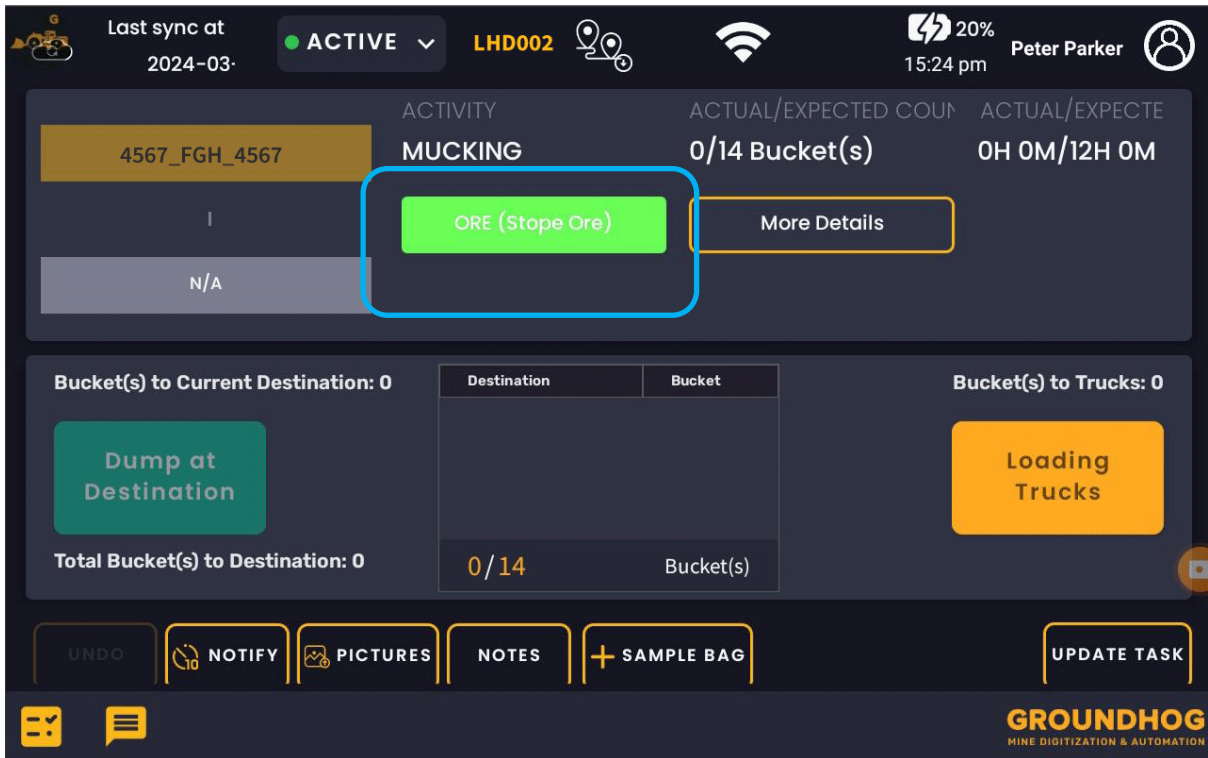 G
Last sync at
2024-03-
ACTIVE
LHD002
20%
15:24 pm
Peter Parker
4567_FGH_4567
N/A
ACTIVITY
MUCKING
ORE (Stope Ore)
ACTUAL/EXPECTED COUN
0/14 Bucket(s)
More Details
ACTUAL/EXPECTE
0H 0M/12H 0M
Bucket(s) to Current Destination: 0
Dump at
Destination
Total Bucket(s) to Destination: 0
Destination Bucket
0/14 Bucket(s)
Bucket(s) to Trucks: 0
Loading
Trucks
UNDO
10 NOTIFY
PICTURES
NOTES
+ SAMPLE BAG
UPDATE TASK
GROUNDHOG
MINE DIGITIZATION & AUTOMATION